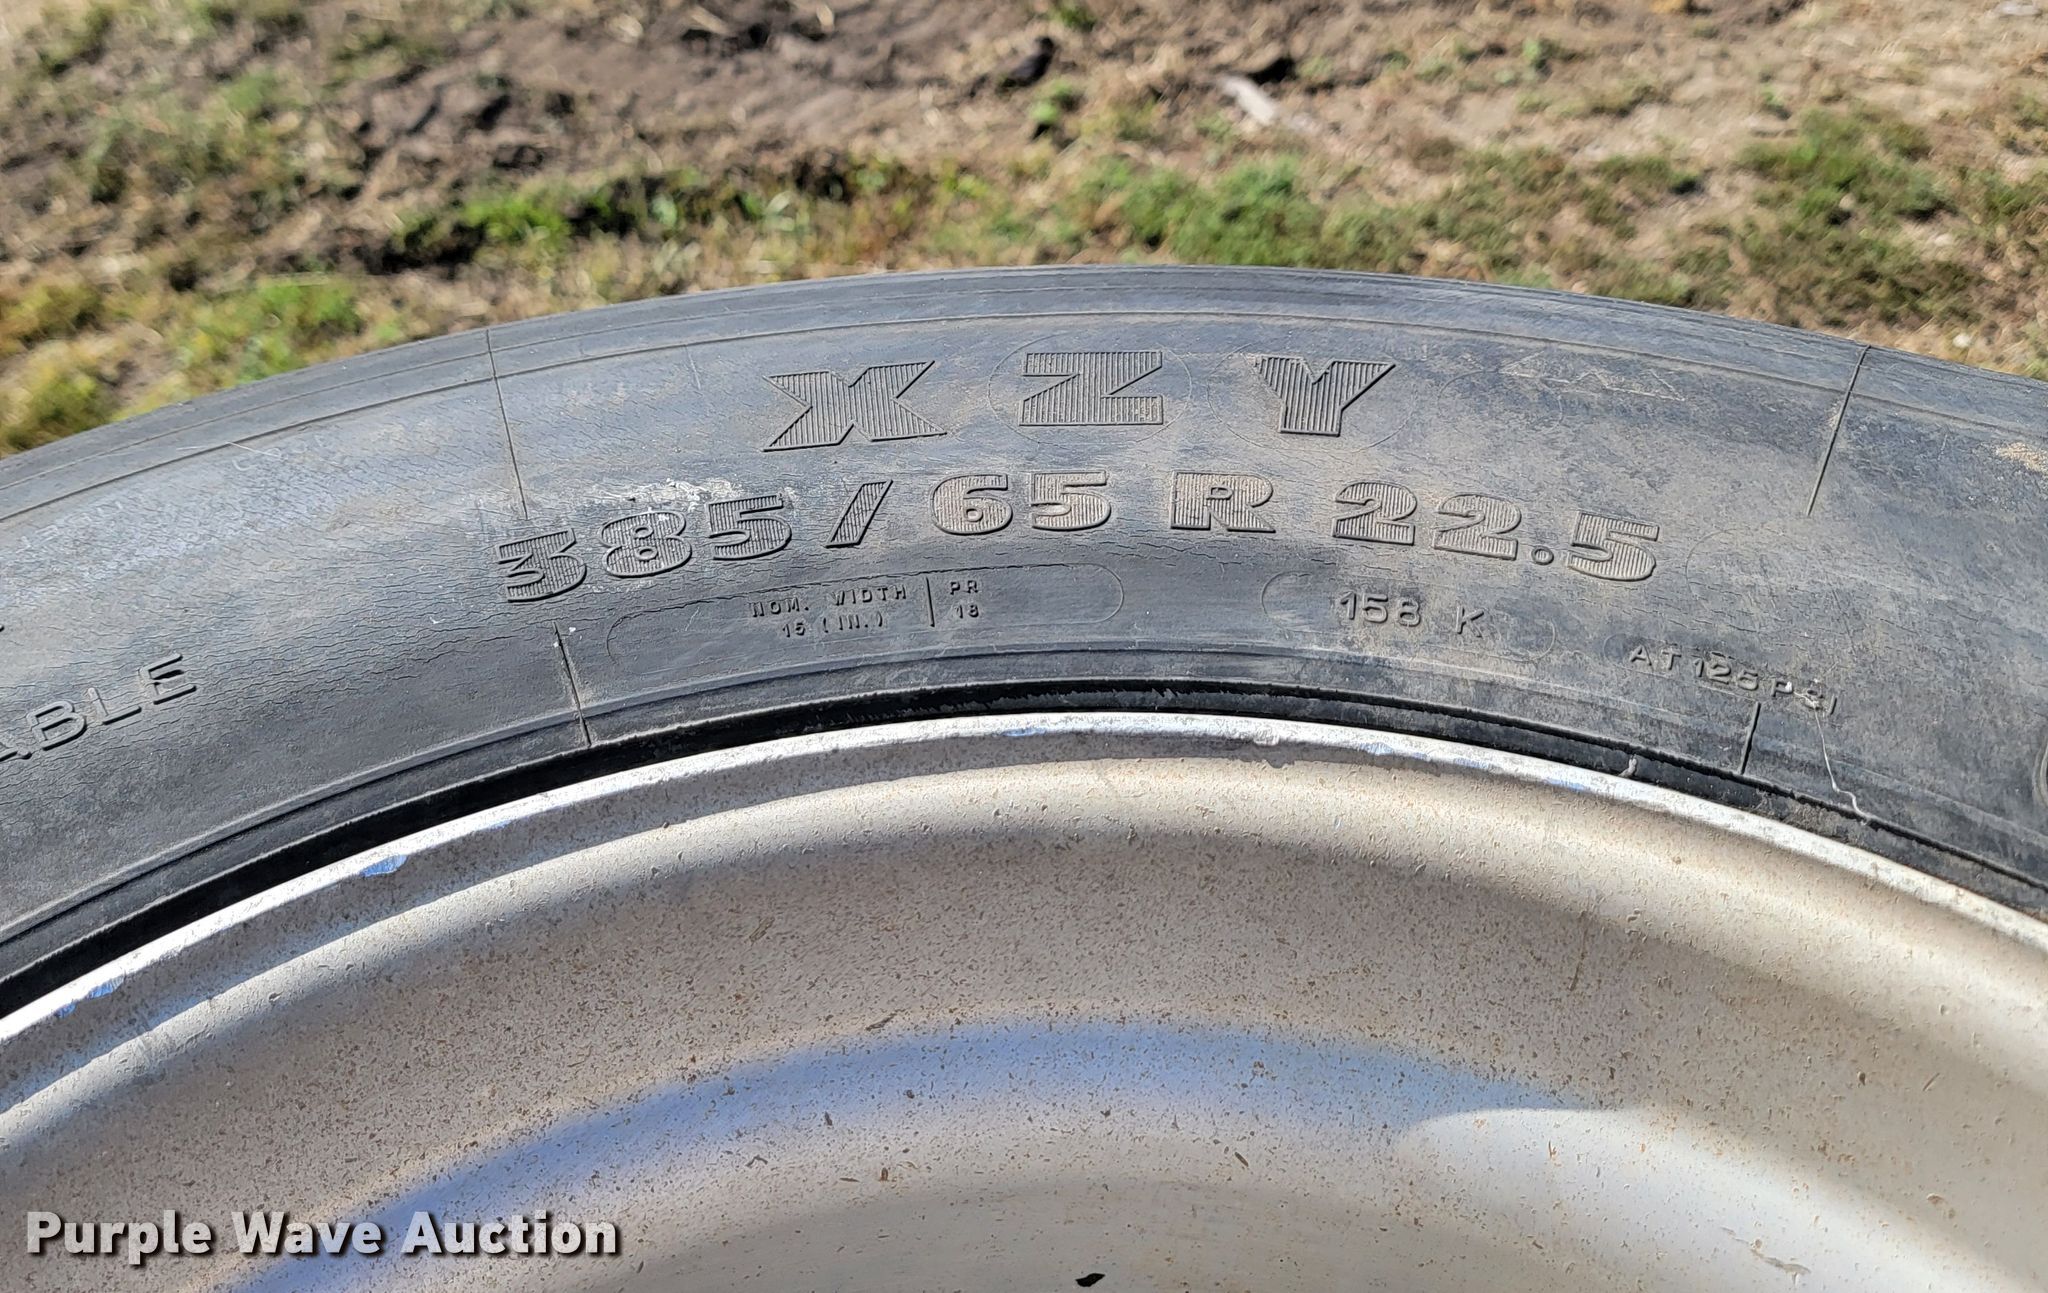 XZY
385/65 R 22.5
NOM. WIDTH | PR
15 (IN.) | 18
158 K
AT 125 PSI
ABLE
Purple Wave Auction